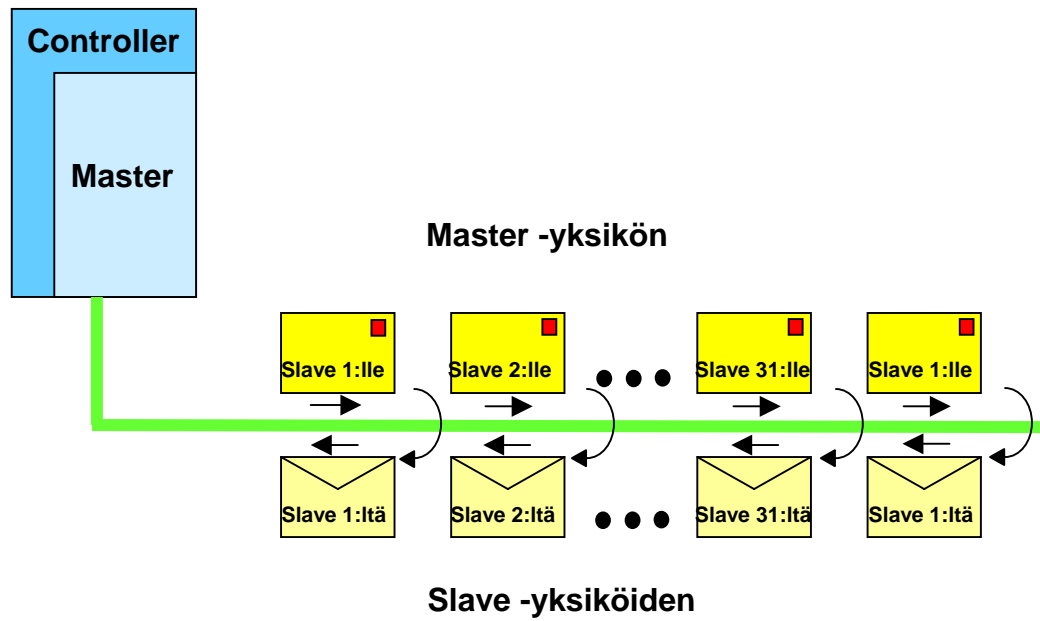 Controller
Master
Master -yksikön
Slave 1:lle
Slave 2:lle
Slave 31:lle
Slave 1:lle
Slave 1:ltä
Slave 2:ltä
Slave 31:ltä
Slave 1:ltä
Slave -yksiköiden